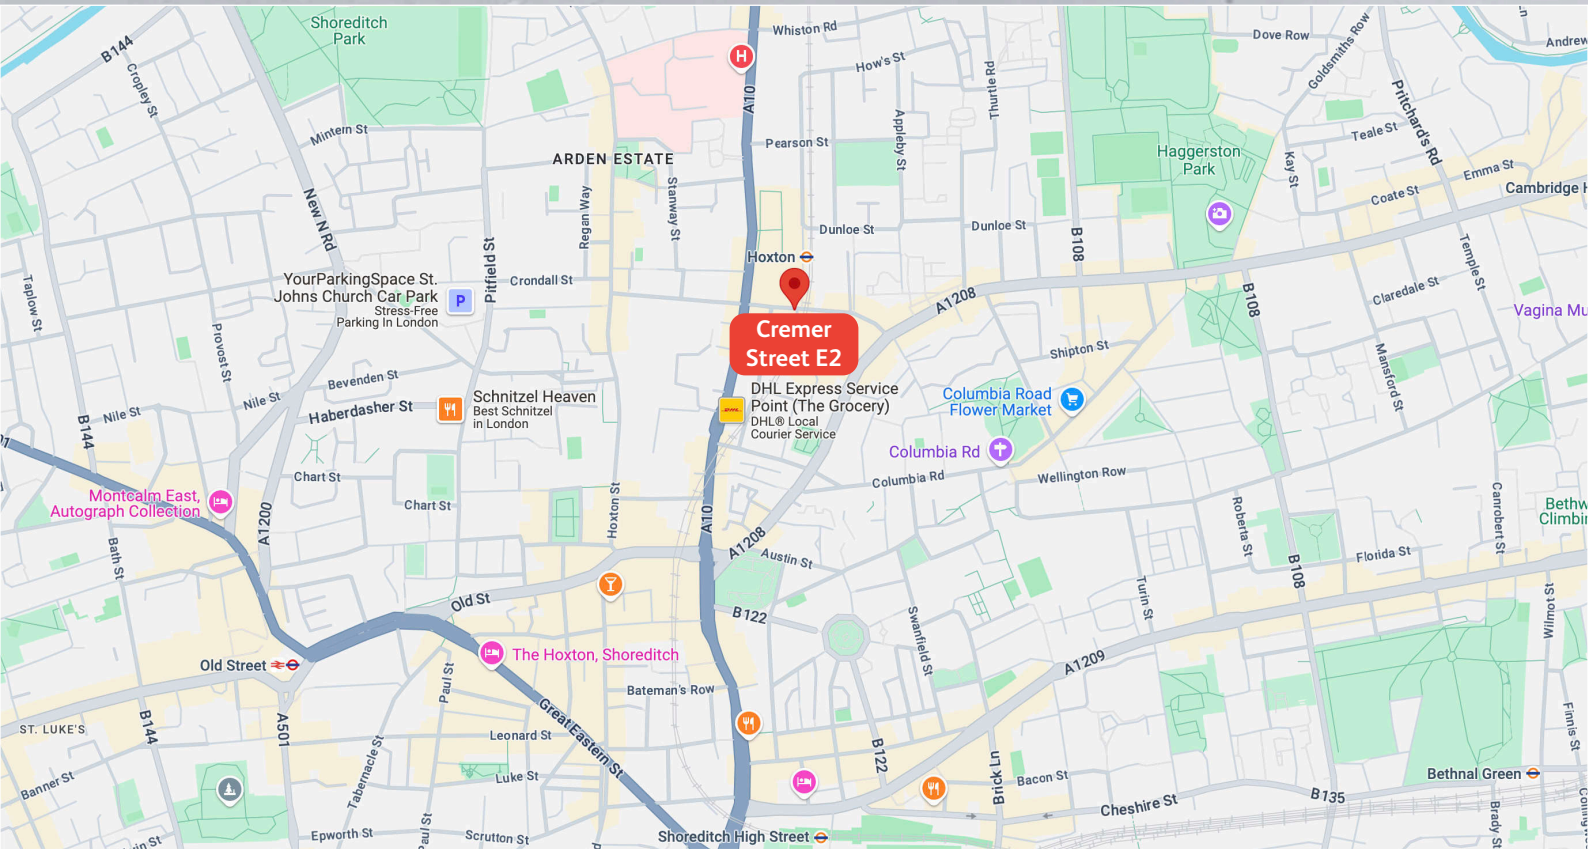 Shoreditch
Park
B144
Cropley St
Mintern St
New N Rd
Pitfield St
ARDEN ESTATE
Regan Way
Stanway St
A10
H
Whiston Rd
How's St
Pearson St
Appleby St
Thurtle Rd
Dunloe St
Dunloe St
Hoxton
B108
Haggerston
Park
Dove Row
Goldsmiths Row
Andrew
Pritchard's Rd
Teale St
Kay St
Emma St
Coate St
Cambridge H
Temple St
Claredale St
Vagina Mu
B108
Taplow St
YourParkingSpace St.
Johns Church Car Park
Stress-Free
Parking In London
P
Crondall St
Provost St
Cremer
Street E2
A1208
Shipton St
Mansford St
Bevenden St
Nile St
Nile St
Haberdasher St
Schnitzel Heaven
Best Schnitzel
in London
DHL Express Service
Point (The Grocery)
DHL® Local
Courier Service
Columbia Road
Flower Market
Columbia Rd
Columbia Rd
Wellington Row
B144
Chart St
Chart St
Montcalm East,
Autograph Collection
A1200
Hoxton St
A10
A1208
Austin St
Roberta St
Canrobert St
Bethw
Climbin
Florida St
B108
Bath St
Old St
B122
Swanfield St
Turin St
Wilmot St
Old Street
The Hoxton, Shoreditch
Paul St
Bateman's Row
A1209
ST. LUKE'S
B144
A501
Great Eastern St
Leonard St
Luke St
Tabernacle St
B122
Brick Ln
Bacon St
Cheshire St
Finnis St
Bethnal Green
B135
Banner St
Epworth St
Paul St
Scrutton St
Shoreditch High Street
Brady St